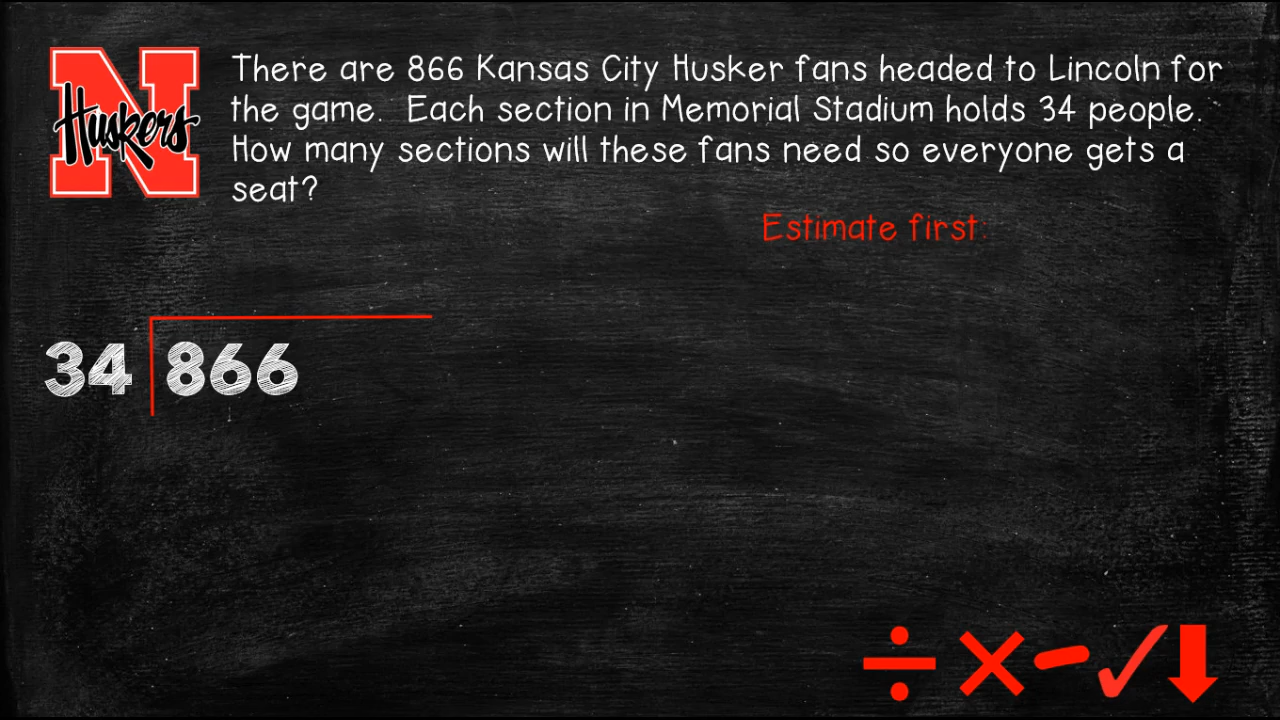 Huskers
There are 866 Kansas City Husker fans headed to Lincoln for
the game.  Each section in Memorial Stadium holds 34 people.
How many sections will these fans need so everyone gets a
seat?
Estimate first:
34 866